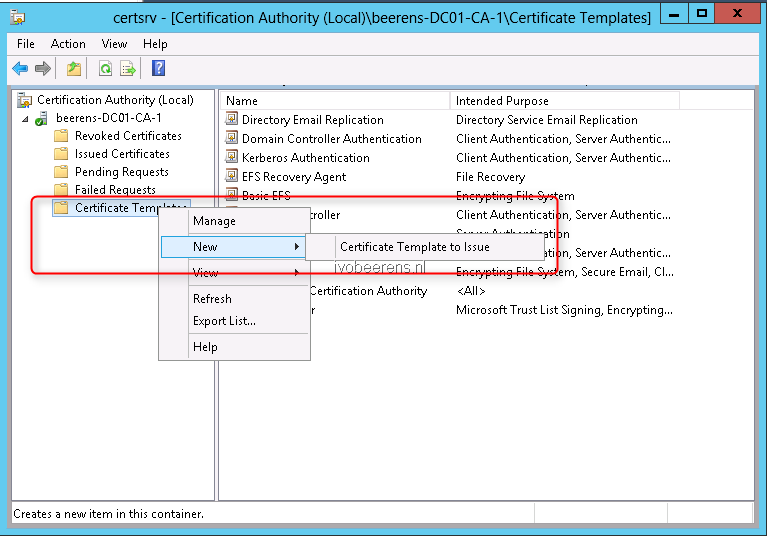 certsrv - [Certification Authority (Local)\beerens-DC01-CA-1\Certificate Templates]
File Action View Help
Certification Authority (Local)
beerens-DC01-CA-1
Revoked Certificates
Issued Certificates
Pending Requests
Failed Requests
Certificate Templates
Name Intended Purpose
Directory Email Replication Directory Service Email Replication
Domain Controller Authentication Client Authentication, Server Authentic...
Kerberos Authentication Client Authentication, Server Authentic...
EFS Recovery Agent File Recovery
Basic EFS Encrypting File System
ntroller Client Authentication, Server Authentic...
Server Authentication
Client Authentication, Server Authentic...
Encrypting File System, Secure Email, Cl...
Certification Authority <All>
r Microsoft Trust List Signing, Encrypting...
Manage
New
View
Refresh
Export List...
Help
Certificate Template to Issue
ivobeerens.nl
Creates a new item in this container.